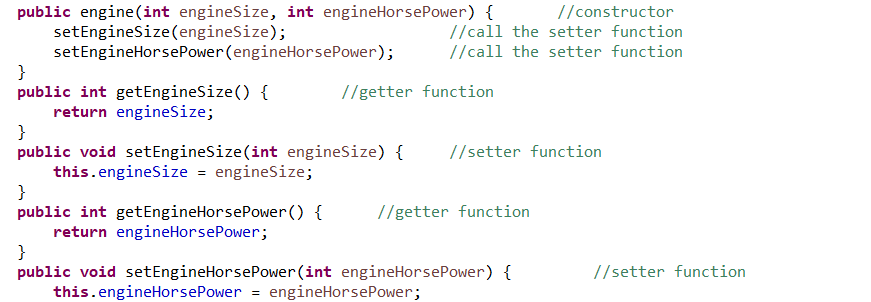 public engine(int engineSize, int engineHorsePower) {       //constructor
    setEngineSize(engineSize);                  //call the setter function
    setEngineHorsePower(engineHorsePower);      //call the setter function
}
public int getEngineSize() {        //getter function
    return engineSize;
}
public void setEngineSize(int engineSize) {     //setter function
    this.engineSize = engineSize;
}
public int getEngineHorsePower() {      //getter function
    return engineHorsePower;
}
public void setEngineHorsePower(int engineHorsePower) {         //setter function
    this.engineHorsePower = engineHorsePower;